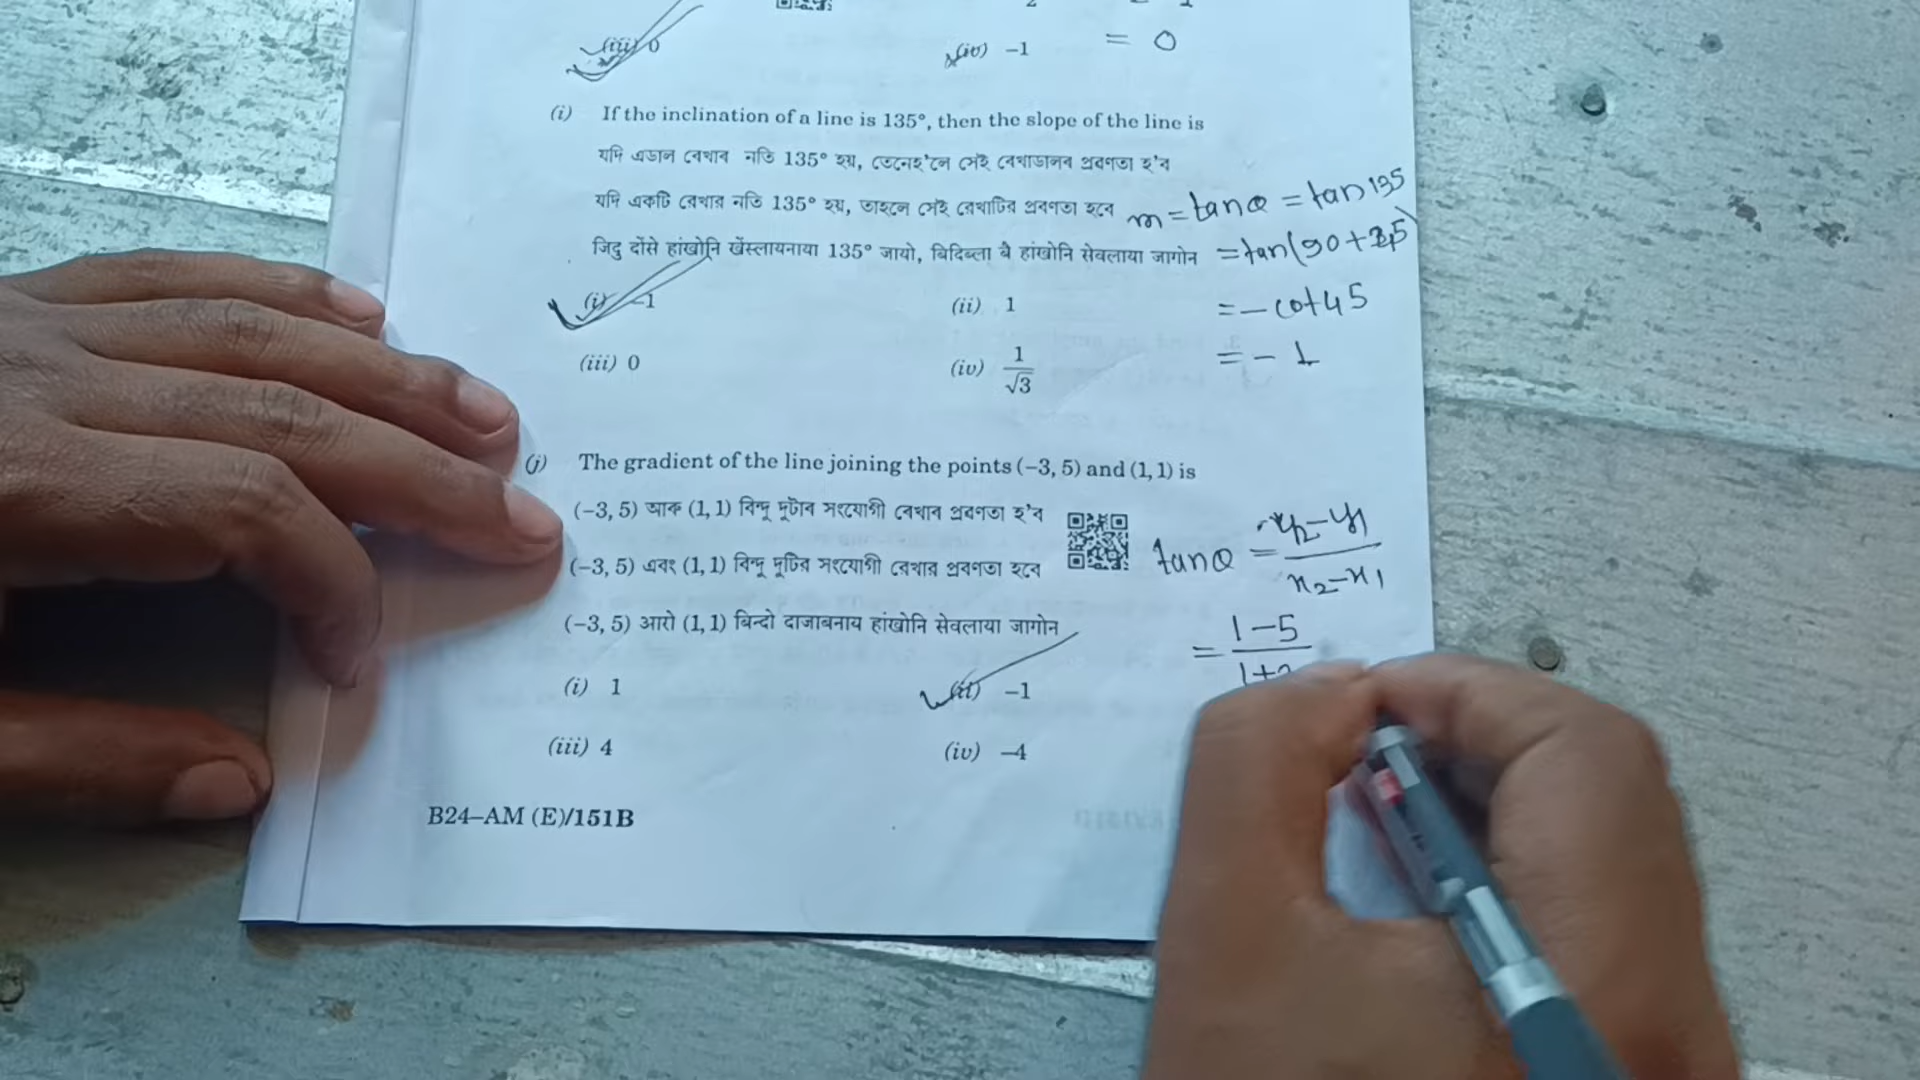 (iii) 0
(iv) −1
= 0
(i) If the inclination of a line is 135°, then the slope of the line is
যদি এডাল ৰেখাৰ নতি 135° হয়, তেনেহ'লে সেই ৰেখাডালৰ প্ৰৱণতা হ'ব
যদি একটি রেখার নতি 135° হয়, তাহলে সেই রেখাটির প্রবণতা হবে
m = tanθ = tan135
जिदु दोंसे हांखोनि खेंस्लायनाया 135° जायो, बिदिब्ला बै हांखोनि सेवलाया जागोन
= tan(90+45)
(i) −1
(ii) 1
= −cot45
(iii) 0
(iv) 1/√3
= −1
(j) The gradient of the line joining the points (−3, 5) and (1, 1) is
(−3, 5) আৰু (1, 1) বিন্দু দুটাৰ সংযোগী ৰেখাৰ প্ৰৱণতা হ'ব
(−3, 5) এবং (1, 1) বিন্দু দুটির সংযোগী রেখার প্রবণতা হবে
tanθ = y2−y1/x2−x1
(−3, 5) आरो (1, 1) बिन्दो दाजाबनाय हांखोनि सेवलाया जागोन
= 1−5/1+3
(i) 1
(ii) −1
(iii) 4
(iv) −4
B24–AM (E)/151B